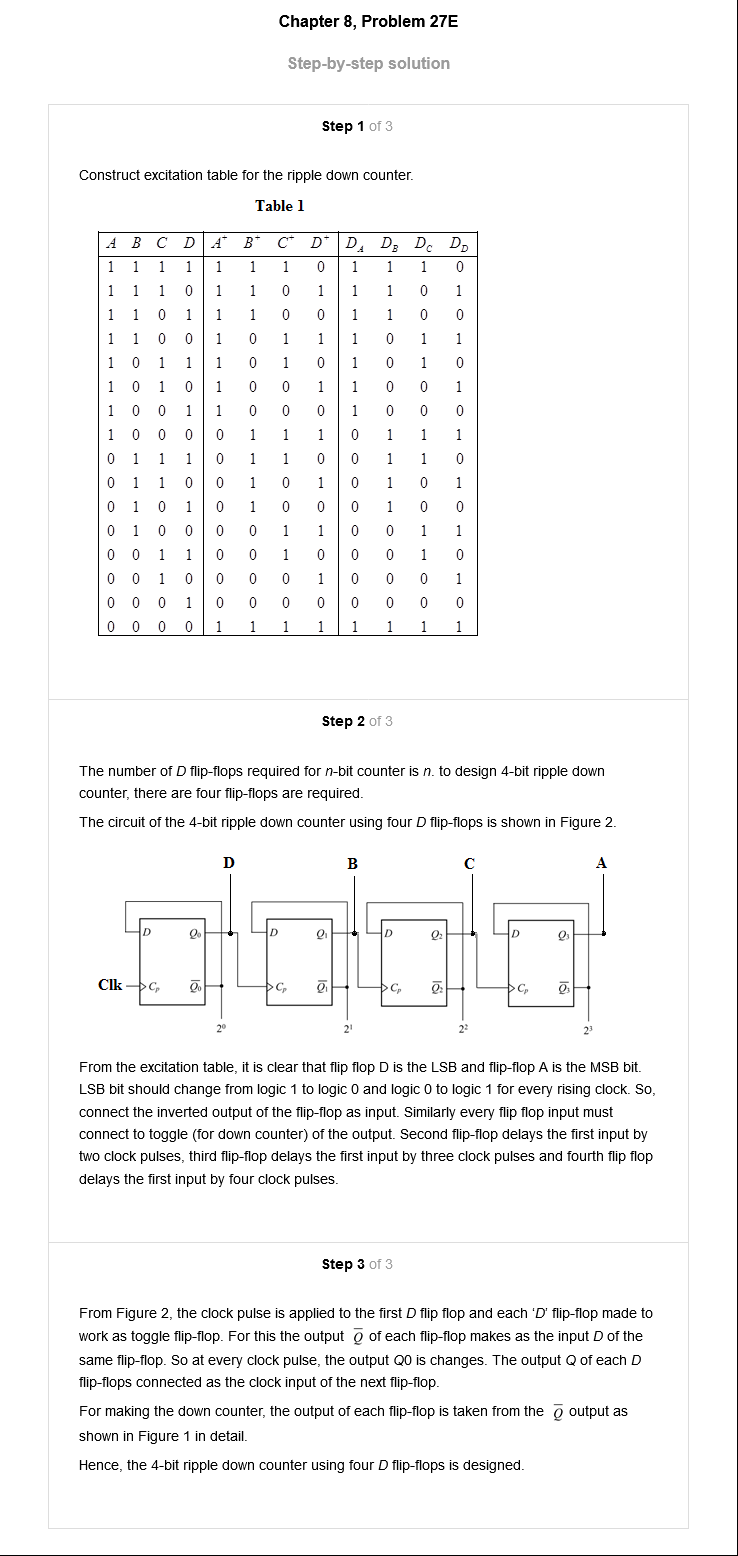 Chapter 8, Problem 27E
Step-by-step solution
Step 1 of 3
Construct excitation table for the ripple down counter.
Table 1
A B C D A⁺ B⁺ C⁺ D⁺ D_A D_B D_C D_D
1 1 1 1 1 1 1 0 1 1 1 0
1 1 1 0 1 1 0 1 1 1 0 1
1 1 0 1 1 1 0 0 1 1 0 0
1 1 0 0 1 0 1 1 1 0 1 1
1 0 1 1 1 0 1 0 1 0 1 0
1 0 1 0 1 0 0 1 1 0 0 1
1 0 0 1 1 0 0 0 1 0 0 0
1 0 0 0 0 1 1 1 0 1 1 1
0 1 1 1 0 1 1 0 0 1 1 0
0 1 1 0 0 1 0 1 0 1 0 1
0 1 0 1 0 1 0 0 0 1 0 0
0 1 0 0 0 0 1 1 0 0 1 1
0 0 1 1 0 0 1 0 0 0 1 0
0 0 1 0 0 0 0 1 0 0 0 1
0 0 0 1 0 0 0 0 0 0 0 0
0 0 0 0 1 1 1 1 1 1 1 1
Step 2 of 3
The number of D flip-flops required for n-bit counter is n. to design 4-bit ripple down
counter, there are four flip-flops are required.
The circuit of the 4-bit ripple down counter using four D flip-flops is shown in Figure 2.
D B C A
D Q₀ D Q₁ D Q₂ D Q₃
Clk Cₚ Q̅₀ Cₚ Q̅₁ Cₚ Q̅₂ Cₚ Q̅₃
2⁰ 2¹ 2² 2³
From the excitation table, it is clear that flip flop D is the LSB and flip-flop A is the MSB bit.
LSB bit should change from logic 1 to logic 0 and logic 0 to logic 1 for every rising clock. So,
connect the inverted output of the flip-flop as input. Similarly every flip flop input must
connect to toggle (for down counter) of the output. Second flip-flop delays the first input by
two clock pulses, third flip-flop delays the first input by three clock pulses and fourth flip flop
delays the first input by four clock pulses.
Step 3 of 3
From Figure 2, the clock pulse is applied to the first D flip flop and each ‘D’ flip-flop made to
work as toggle flip-flop. For this the output Q̅ of each flip-flop makes as the input D of the
same flip-flop. So at every clock pulse, the output Q0 is changes. The output Q of each D
flip-flops connected as the clock input of the next flip-flop.
For making the down counter, the output of each flip-flop is taken from the Q̅ output as
shown in Figure 1 in detail.
Hence, the 4-bit ripple down counter using four D flip-flops is designed.